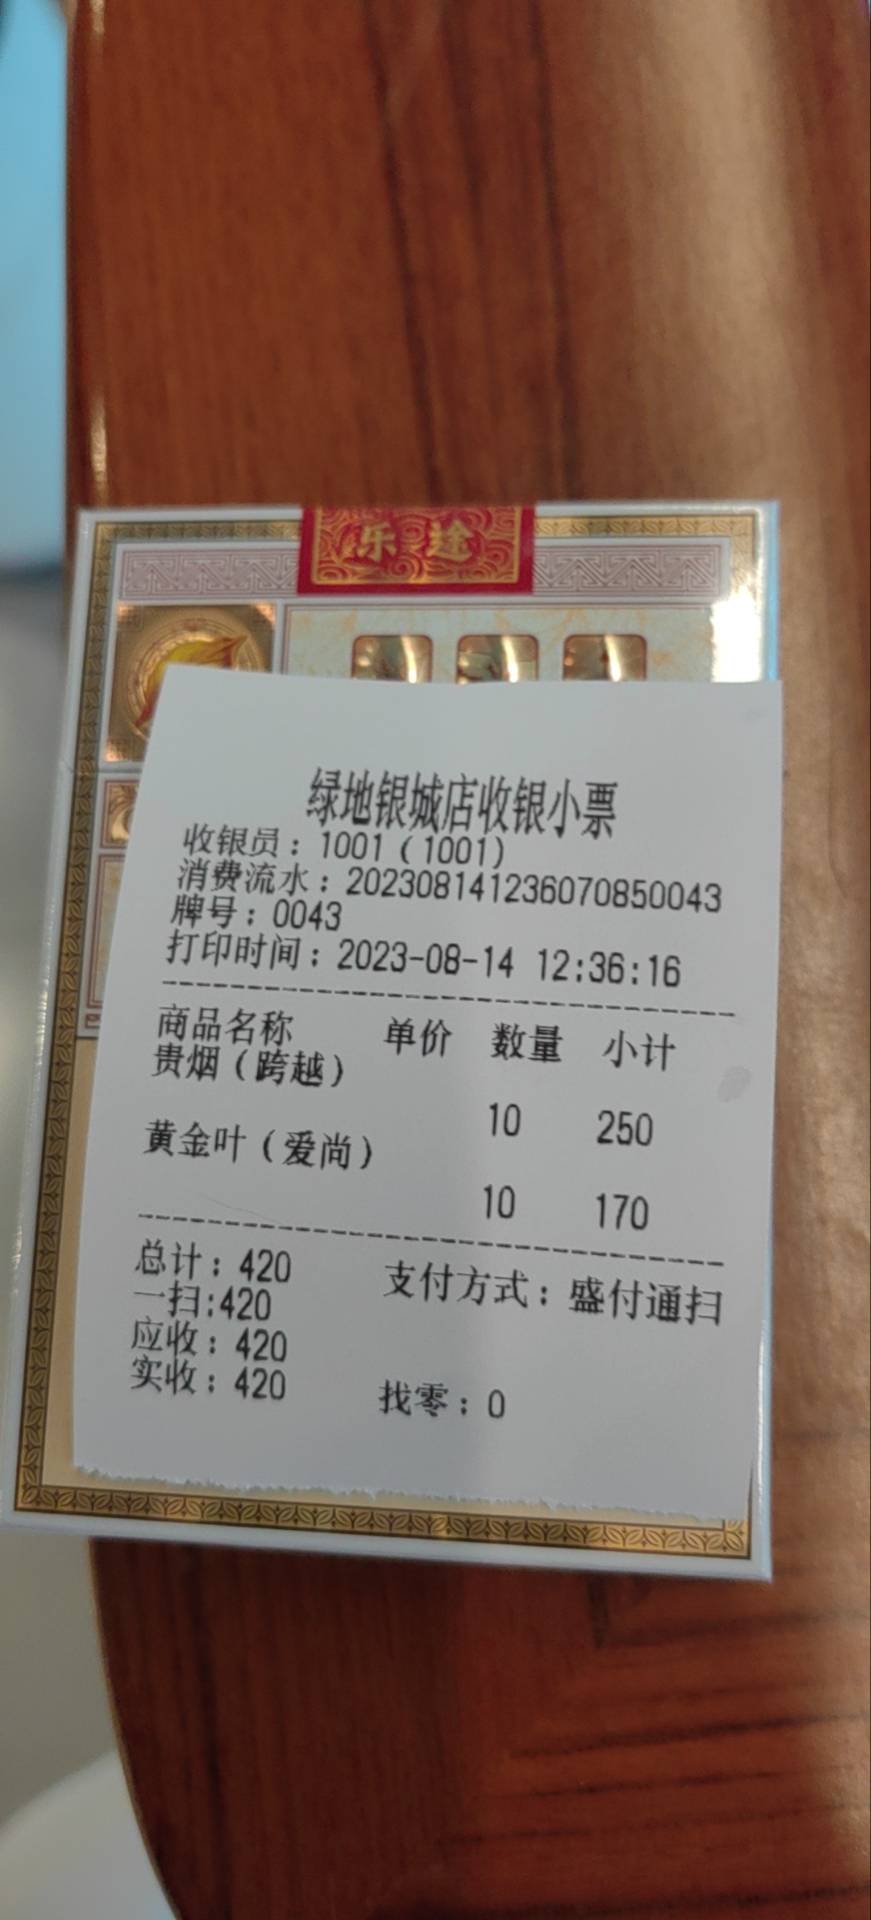 乐途
绿地银城店收银小票
收银员：1001（1001）
消费流水：202308141236070850043
牌号：0043
打印时间：2023-08-14 12:36:16
商品名称 单价 数量 小计
贵烟（跨越）
10 250
黄金叶（爱尚）
10 170
总计：420 支付方式：盛付通扫
一扫:420
应收：420
实收：420 找零：0